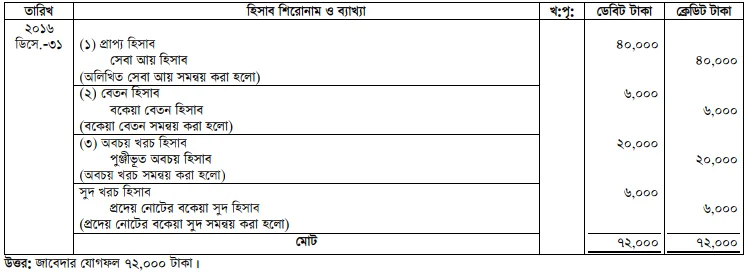 তারিখ হিসাব শিরোনাম ও ব্যাখ্যা খ:পৃ: ডেবিট টাকা ক্রেডিট টাকা
২০১৬
ডিসে.-৩১ (১) প্রাপ্য হিসাব ৪০,০০০
সেবা আয় হিসাব ৪০,০০০
(অলিখিত সেবা আয় সমন্বয় করা হলো)
(২) বেতন হিসাব ৬,০০০
বকেয়া বেতন হিসাব ৬,০০০
(বকেয়া বেতন সমন্বয় করা হলো)
(৩) অবচয় খরচ হিসাব ২০,০০০
পুঞ্জীভূত অবচয় হিসাব ২০,০০০
(অবচয় খরচ সমন্বয় করা হলো)
সুদ খরচ হিসাব ৬,০০০
প্রদেয় নোটের বকেয়া সুদ হিসাব ৬,০০০
(প্রদেয় নোটের বকেয়া সুদ সমন্বয় করা হলো)
মোট ৭২,০০০ ৭২,০০০
উত্তর: জাবেদার যোগফল ৭২,০০০ টাকা।